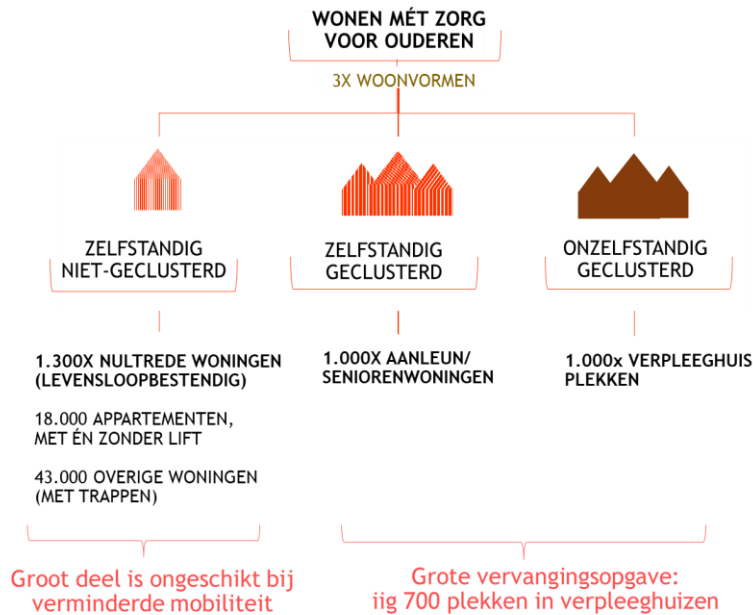 WONEN MÉT ZORG
VOOR OUDEREN
3X WOONVORMEN
ZELFSTANDIG
NIET-GECLUSTERD
ZELFSTANDIG
GECLUSTERD
ONZELFSTANDIG
GECLUSTERD
1.300X NULTREDE WONINGEN
(LEVENSLOOPBESTENDIG)
18.000 APPARTEMENTEN,
MET ÉN ZONDER LIFT
43.000 OVERIGE WONINGEN
(MET TRAPPEN)
1.000X AANLEUN/
SENIORENWONINGEN
1.000x VERPLEEGHUIS
PLEKKEN
Groot deel is ongeschikt bij
verminderde mobiliteit
Grote vervangingsopgave:
iig 700 plekken in verpleeghuizen